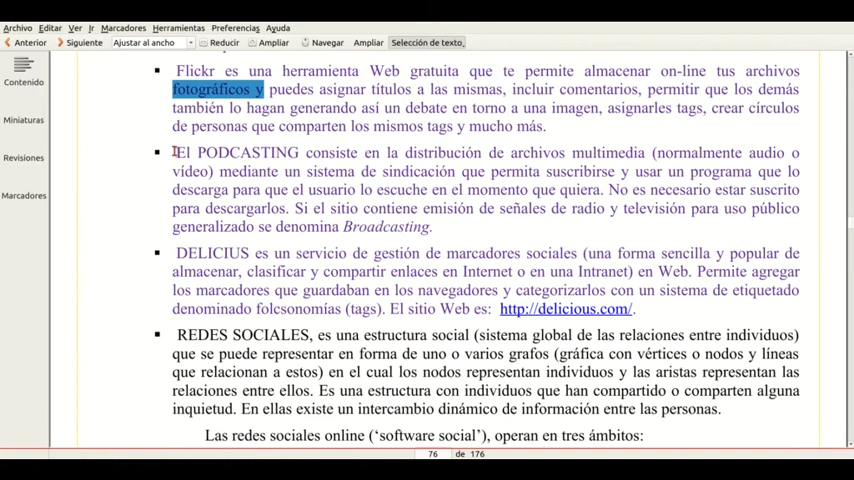 Archivo Editar Ver Ir Marcadores Herramientas Preferencias Ayuda
Anterior Siguiente Ajustar al ancho Reducir Ampliar Navegar Ampliar Selección de texto
Contenido
Miniaturas
Revisiones
Marcadores
▪ Flickr es una herramienta Web gratuita que te permite almacenar on-line tus archivos
fotográficos y puedes asignar títulos a las mismas, incluir comentarios, permitir que los demás
también lo hagan generando así un debate en torno a una imagen, asignarles tags, crear círculos
de personas que comparten los mismos tags y mucho más.
▪ El PODCASTING consiste en la distribución de archivos multimedia (normalmente audio o
vídeo) mediante un sistema de sindicación que permita suscribirse y usar un programa que lo
descarga para que el usuario lo escuche en el momento que quiera. No es necesario estar suscrito
para descargarlos. Si el sitio contiene emisión de señales de radio y televisión para uso público
generalizado se denomina Broadcasting.
▪ DELICIUS es un servicio de gestión de marcadores sociales (una forma sencilla y popular de
almacenar, clasificar y compartir enlaces en Internet o en una Intranet) en Web. Permite agregar
los marcadores que guardaban en los navegadores y categorizarlos con un sistema de etiquetado
denominado folcsonomías (tags). El sitio Web es: http://delicious.com/.
▪ REDES SOCIALES, es una estructura social (sistema global de las relaciones entre individuos)
que se puede representar en forma de uno o varios grafos (gráfica con vértices o nodos y líneas
que relacionan a estos) en el cual los nodos representan individuos y las aristas representan las
relaciones entre ellos. Es una estructura con individuos que han compartido o comparten alguna
inquietud. En ellas existe un intercambio dinámico de información entre las personas.
Las redes sociales online (‘software social’), operan en tres ámbitos:
76 de 176